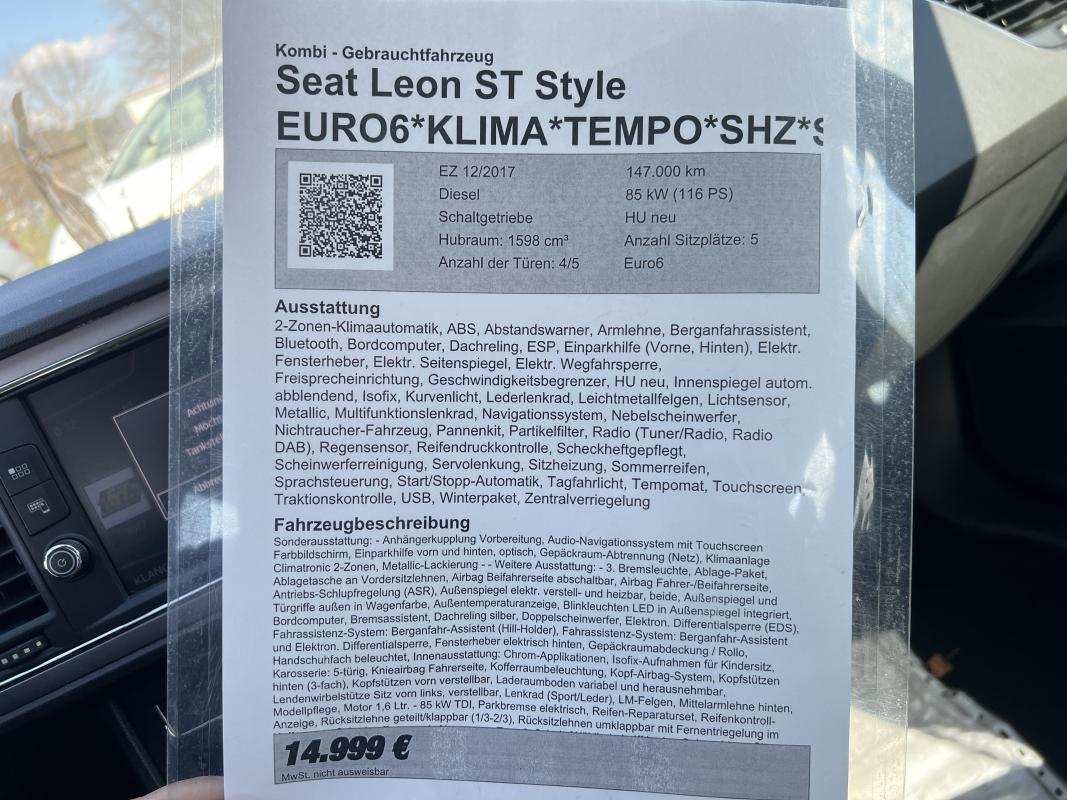 Kombi - Gebrauchtfahrzeug
Seat Leon ST Style
EURO6*KLIMA*TEMPO*SHZ*S
EZ 12/2017 147.000 km
Diesel 85 kW (116 PS)
Schaltgetriebe HU neu
Hubraum: 1598 cm³ Anzahl Sitzplätze: 5
Anzahl der Türen: 4/5 Euro6
Ausstattung
2-Zonen-Klimaautomatik, ABS, Abstandswarner, Armlehne, Berganfahrassistent,
Bluetooth, Bordcomputer, Dachreling, ESP, Einparkhilfe (Vorne, Hinten), Elektr.
Fensterheber, Elektr. Seitenspiegel, Elektr. Wegfahrsperre,
Freisprecheinrichtung, Geschwindigkeitsbegrenzer, HU neu, Innenspiegel autom.
abblendend, Isofix, Kurvenlicht, Lederlenkrad, Leichtmetallfelgen, Lichtsensor,
Metallic, Multifunktionslenkrad, Navigationssystem, Nebelscheinwerfer,
Nichtraucher-Fahrzeug, Pannenkit, Partikelfilter, Radio (Tuner/Radio, Radio
DAB), Regensensor, Reifendruckkontrolle, Scheckheftgepflegt,
Scheinwerferreinigung, Servolenkung, Sitzheizung, Sommerreifen,
Sprachsteuerung, Start/Stopp-Automatik, Tagfahrlicht, Tempomat, Touchscreen,
Traktionskontrolle, USB, Winterpaket, Zentralverriegelung
Fahrzeugbeschreibung
Sonderausstattung: - Anhängerkupplung Vorbereitung, Audio-Navigationssystem mit Touchscreen
Farbbildschirm, Einparkhilfe vorn und hinten, optisch, Gepäckraum-Abtrennung (Netz), Klimaanlage
Climatronic 2-Zonen, Metallic-Lackierung - - Weitere Ausstattung: - 3. Bremsleuchte, Ablage-Paket,
Ablagetasche an Vordersitzlehnen, Airbag Beifahrerseite abschaltbar, Airbag Fahrer-/Beifahrerseite,
Antriebs-Schlupfregelung (ASR), Außenspiegel elektr. verstell- und heizbar, beide, Außenspiegel und
Türgriffe außen in Wagenfarbe, Außentemperaturanzeige, Blinkleuchten LED in Außenspiegel integriert,
Bordcomputer, Bremsassistent, Dachreling silber, Doppelscheinwerfer, Elektron. Differentialsperre (EDS),
Fahrassistenz-System: Berganfahr-Assistent (Hill-Holder), Fahrassistenz-System: Berganfahr-Assistent
und Elektron. Differentialsperre, Fensterheber elektrisch hinten, Gepäckraumabdeckung / Rollo,
Handschuhfach beleuchtet, Innenausstattung: Chrom-Applikationen, Isofix-Aufnahmen für Kindersitz,
Karosserie: 5-türig, Knieairbag Fahrerseite, Kofferraumbeleuchtung, Kopf-Airbag-System, Kopfstützen
hinten (3-fach), Kopfstützen vorn verstellbar, Laderaumboden variabel und herausnehmbar,
Lendenwirbelstütze Sitz vorn links, verstellbar, Lenkrad (Sport/Leder), LM-Felgen, Mittelarmlehne hinten,
Modellpflege, Motor 1,6 Ltr. - 85 kW TDI, Parkbremse elektrisch, Reifen-Reparaturset, Reifenkontroll-
Anzeige, Rücksitzlehne geteilt/klappbar (1/3-2/3), Rücksitzlehnen umklappbar mit Fernentriegelung im
14.999 €
MwSt. nicht ausweisbar
Achtung
Möcht
Tankstel
Abbre
KLANG